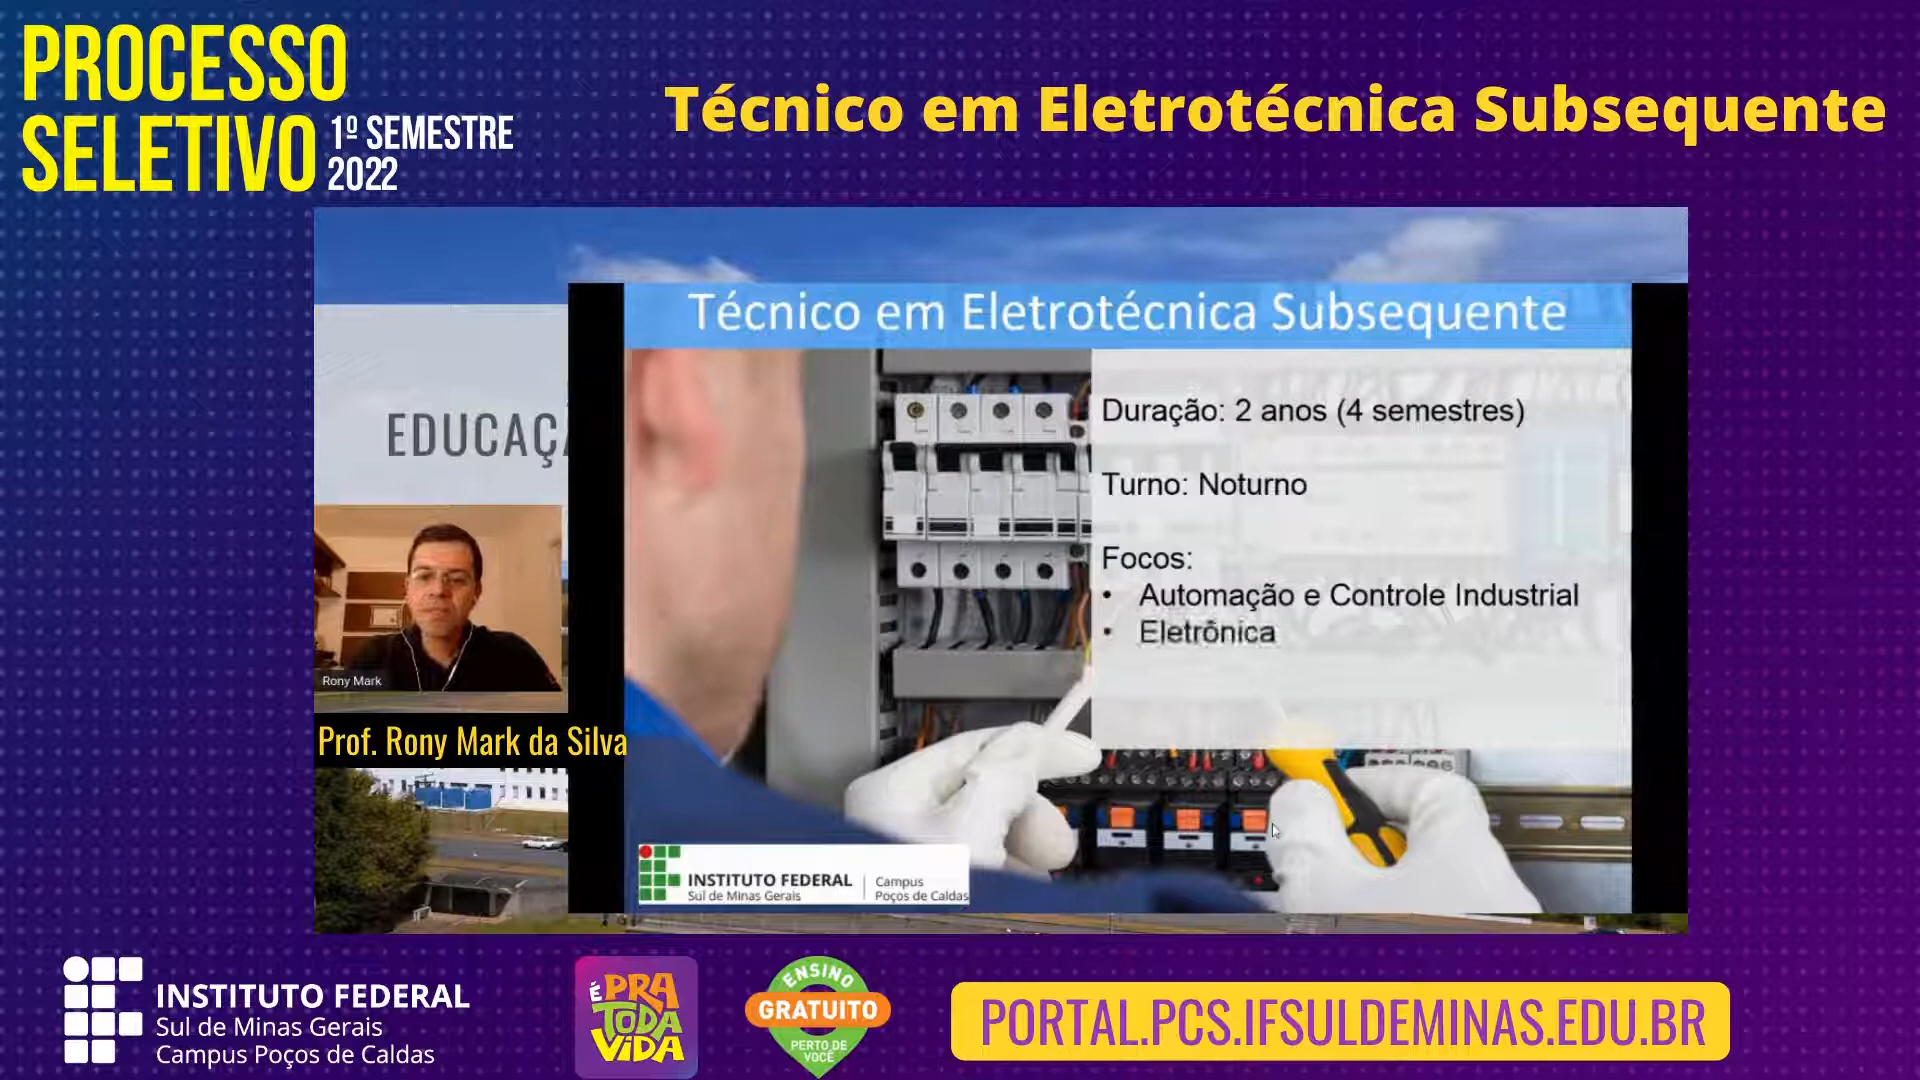 PROCESSO
SELETIVO 1º SEMESTRE
2022
Técnico em Eletrotécnica Subsequente
Técnico em Eletrotécnica Subsequente
EDUCAÇ
Duração: 2 anos (4 semestres)
Turno: Noturno
Focos:
• Automação e Controle Industrial
• Eletrônica
Rony Mark
Prof. Rony Mark da Silva
INSTITUTO FEDERAL
Sul de Minas Gerais
Campus
Poços de Caldas
INSTITUTO FEDERAL
Sul de Minas Gerais
Campus Poços de Caldas
É PRA
TODA
VIDA
ENSINO
GRATUITO
PERTO DE
VOCÊ
PORTAL.PCS.IFSULDEMINAS.EDU.BR